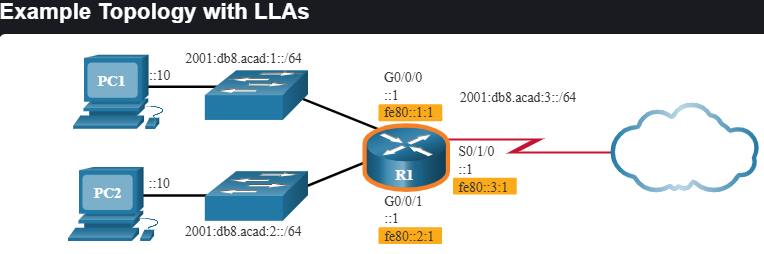 Example Topology with LLAs
2001:db8.acad:1::/64
PC1
::10
G0/0/0
::1
fe80::1:1
2001:db8.acad:3::/64
R1
S0/1/0
::1
fe80::3:1
PC2
::10
2001:db8.acad:2::/64
G0/0/1
::1
fe80::2:1